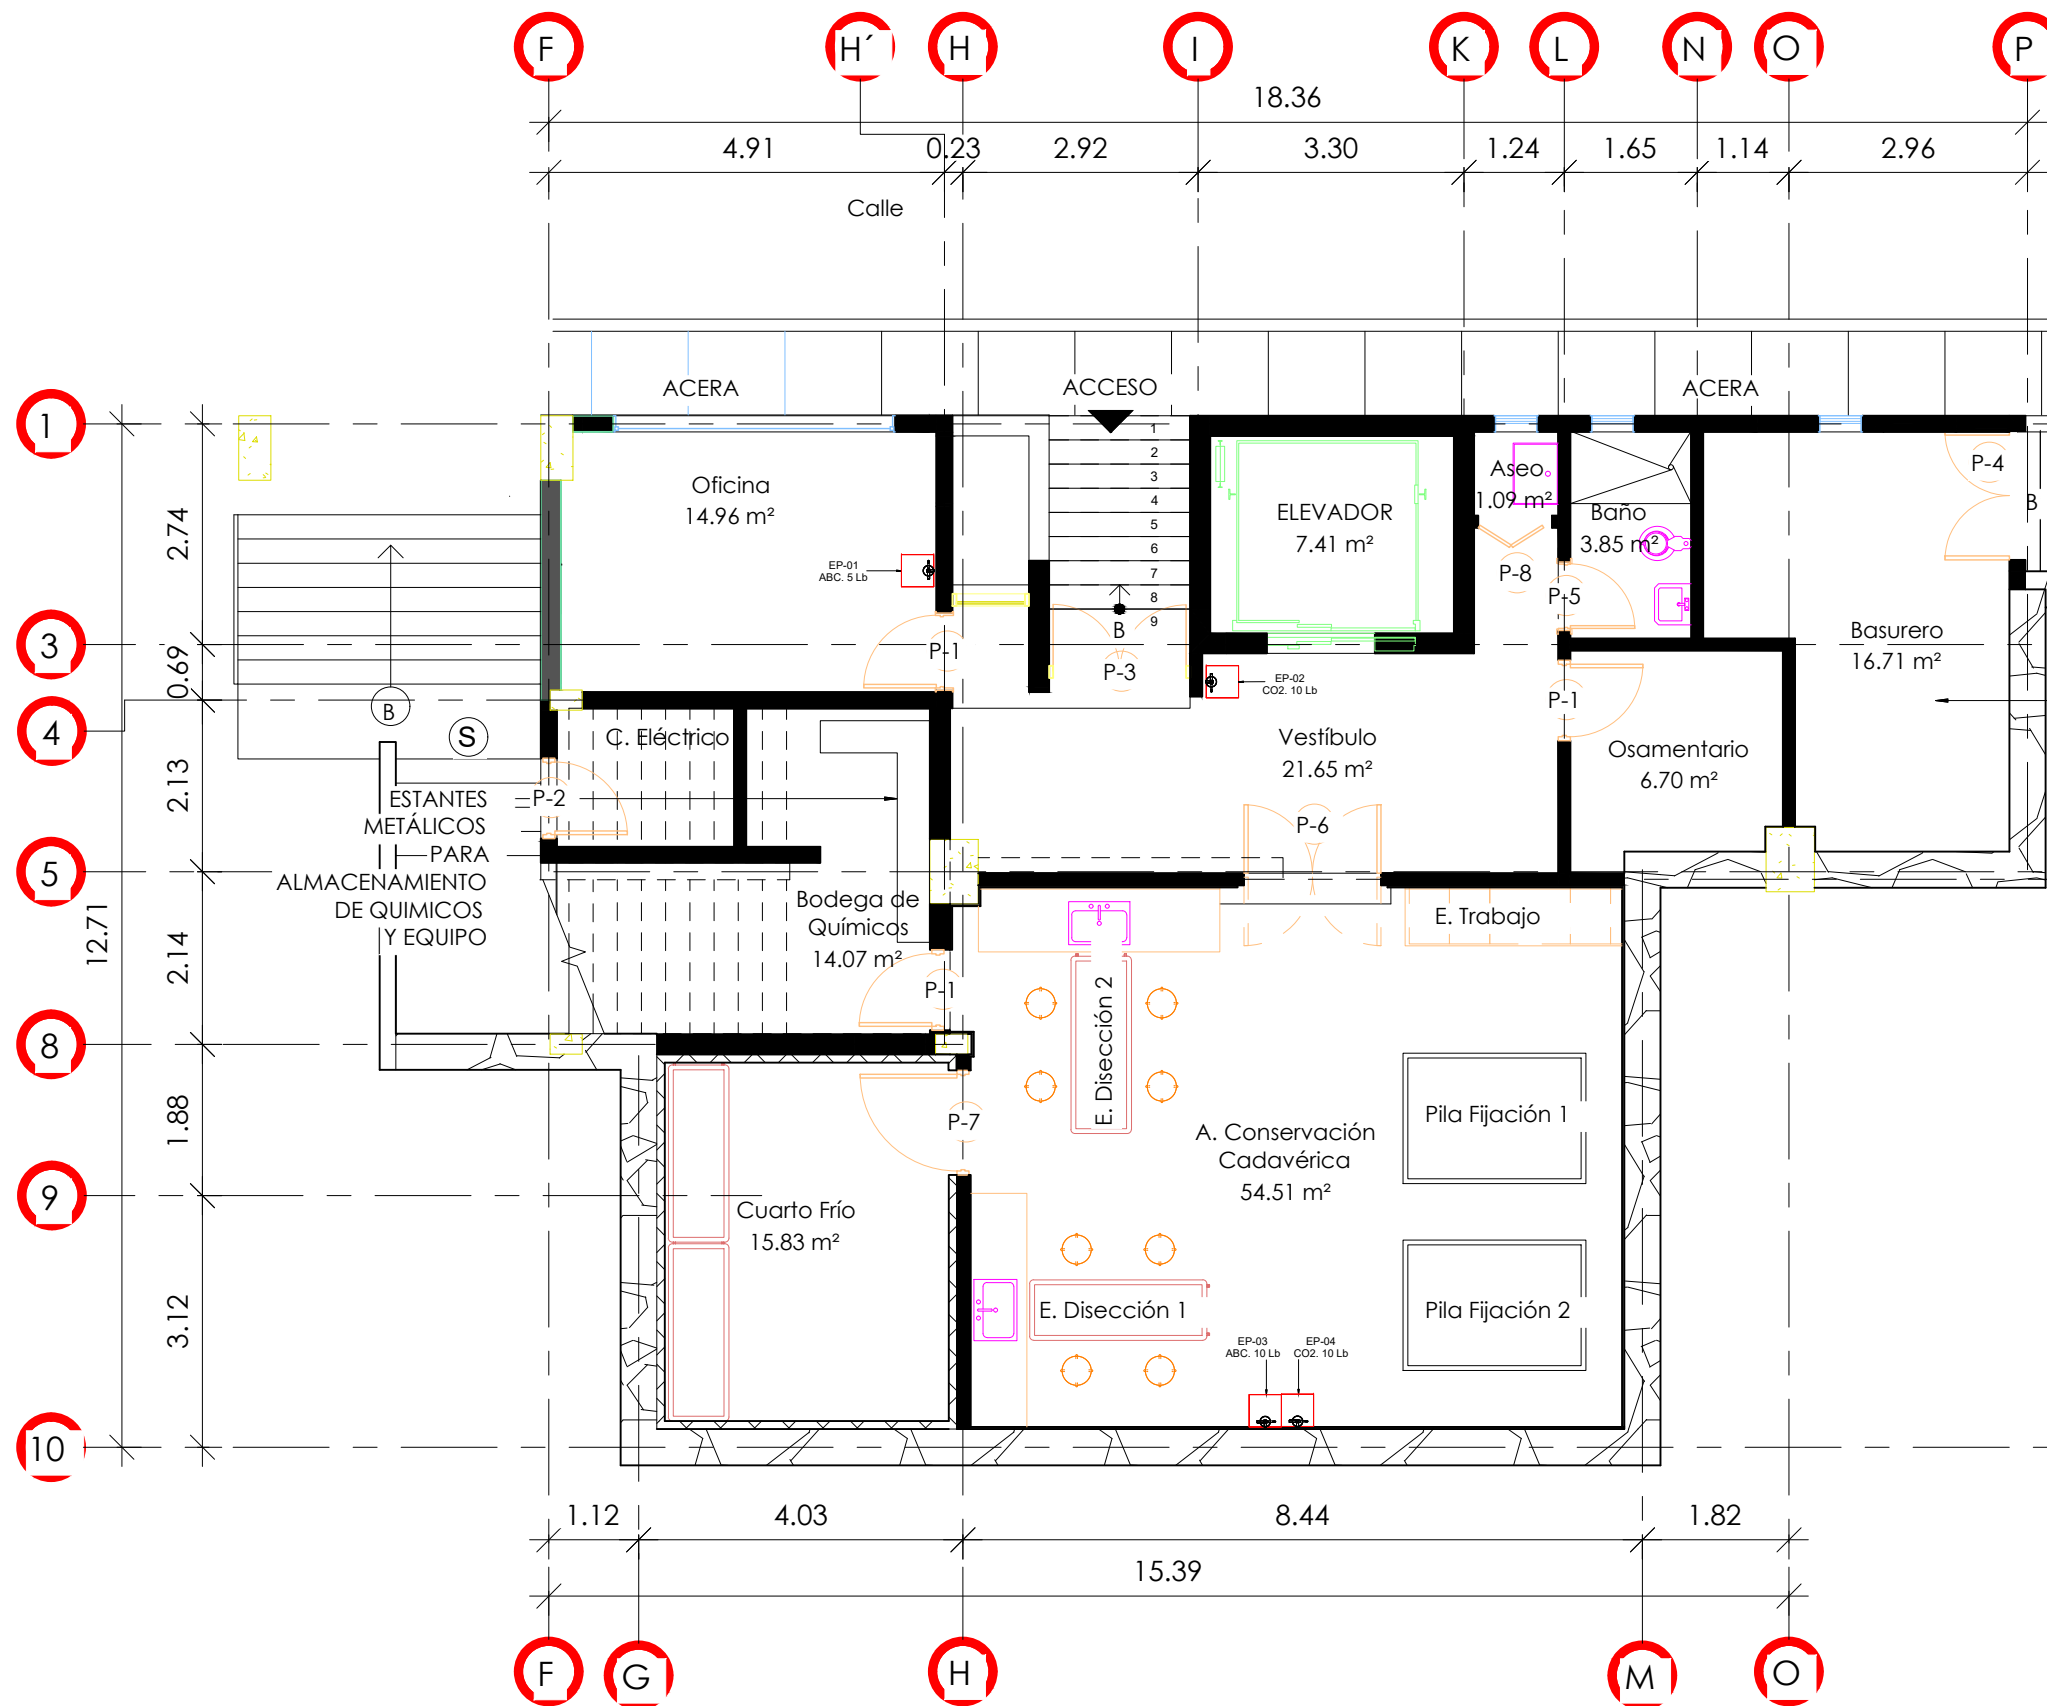 F H´ H I K L N O P
18.36
4.91 0.23 2.92 3.30 1.24 1.65 1.14 2.96
Calle
ACERA ACCESO ACERA
1
3
4
5
8
9
10
2.74
0.69
2.13
2.14
1.88
3.12
12.71
1
2
3
4
5
6
7
8
9
B
P-3
Oficina
14.96 m²
EP-01
ABC. 5 Lb
P-1
ELEVADOR
7.41 m²
Aseo
1.09 m²
P-8
Baño
3.85 m²
P-5
P-4
B
Basurero
16.71 m²
EP-02
CO2. 10 Lb
P-1
B
S
C. Eléctrico
P-2
Vestíbulo
21.65 m²
Osamentario
6.70 m²
P-6
ESTANTES
METÁLICOS
PARA
ALMACENAMIENTO
DE QUIMICOS
Y EQUIPO
Bodega de
Químicos
14.07 m²
P-1
E. Trabajo
E. Disección 2
P-7
A. Conservación
Cadavérica
54.51 m²
Pila Fijación 1
Cuarto Frío
15.83 m²
E. Disección 1
Pila Fijación 2
EP-03
ABC. 10 Lb
EP-04
CO2. 10 Lb
1.12 4.03 8.44 1.82
15.39
F G H M O